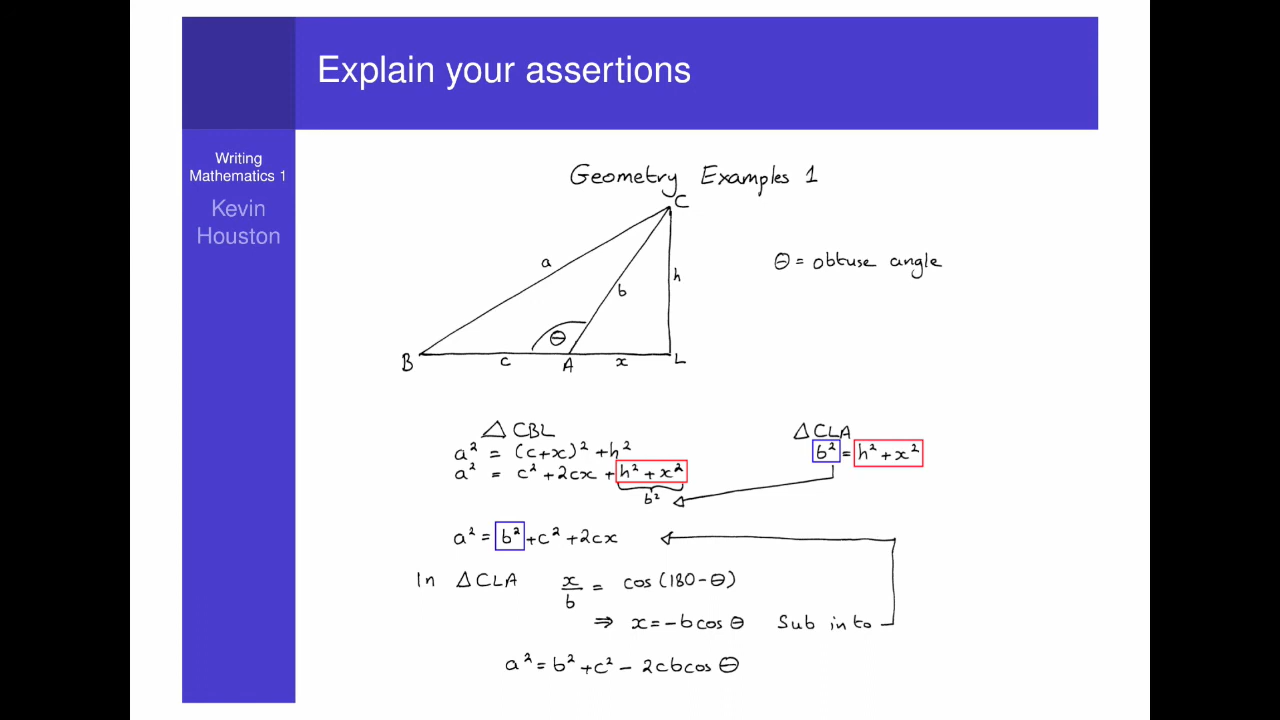 Explain your assertions
Writing
Mathematics 1
Kevin
Houston
Geometry Examples 1
C
a
h
b
θ = obtuse angle
θ
B
c
A
x
L
△ CBL
△ CLA
a² = (c+x)² + h²
b² = h² + x²
a² = c² + 2cx + h² + x²
b²
a² = b² + c² + 2cx
In △CLA x/b = cos (180 - θ)
⇒ x = -b cos θ Sub into
a² = b² + c² - 2cb cos θ